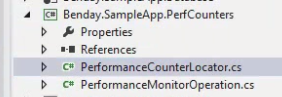 Benday.SampleApp.PerfCounters
Properties
References
C# PerformanceCounterLocator.cs
C# PerformanceMonitorOperation.cs